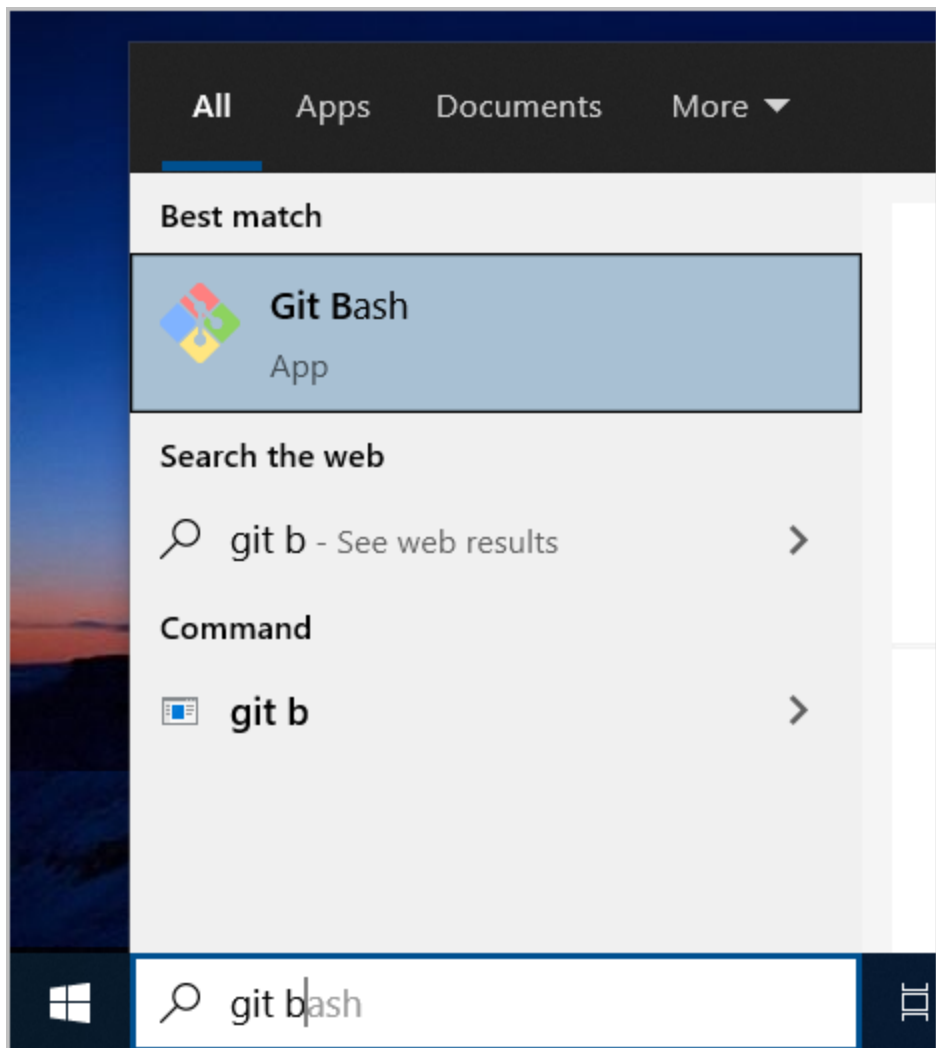 All Apps Documents More
Best match
Git Bash
App
Search the web
git b - See web results
Command
git b
git bash